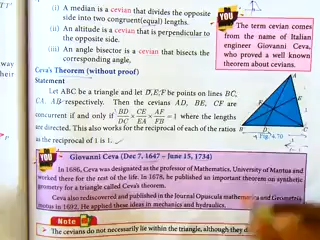 (i) A median is a cevian that divides the opposite
side into two congruent(equal) lengths.
(ii) An altitude is a cevian that is perpendicular to
the opposite side.
(iii) An angle bisector is a cevian that bisects the
corresponding angle.
YOU
The term cevian comes
from the name of Italian
engineer Giovanni Ceva,
who proved a well known
theorem about cevians.
way
their
Ceva's Theorem (without proof)
Statement
Let ABC be a triangle and let D,E,F be points on lines BC,
CA, AB respectively. Then the cevians AD, BE, CF are
concurrent if and only if BD/DC × CE/EA × AF/FB = 1 where the lengths
are directed. This also works for the reciprocal of each of the ratios
as the reciprocal of 1 is 1.
A
F
E
B
D
C
Fig. 4.76
YOU
Giovanni Ceva (Dec 7, 1647 – June 15, 1734)
In 1686, Ceva was designated as the professor of Mathematics, University of Mantua and
worked there for the rest of his life. In 1678, he published an important theorem on synthetic
geometry for a triangle called Ceva's theorem.
Ceva also rediscovered and published in the Journal Opuscula mathematica and Geometria
motus in 1692. He applied these ideas in mechanics and hydraulics.
Note
The cevians do not necessarily lie within the triangle, although they d